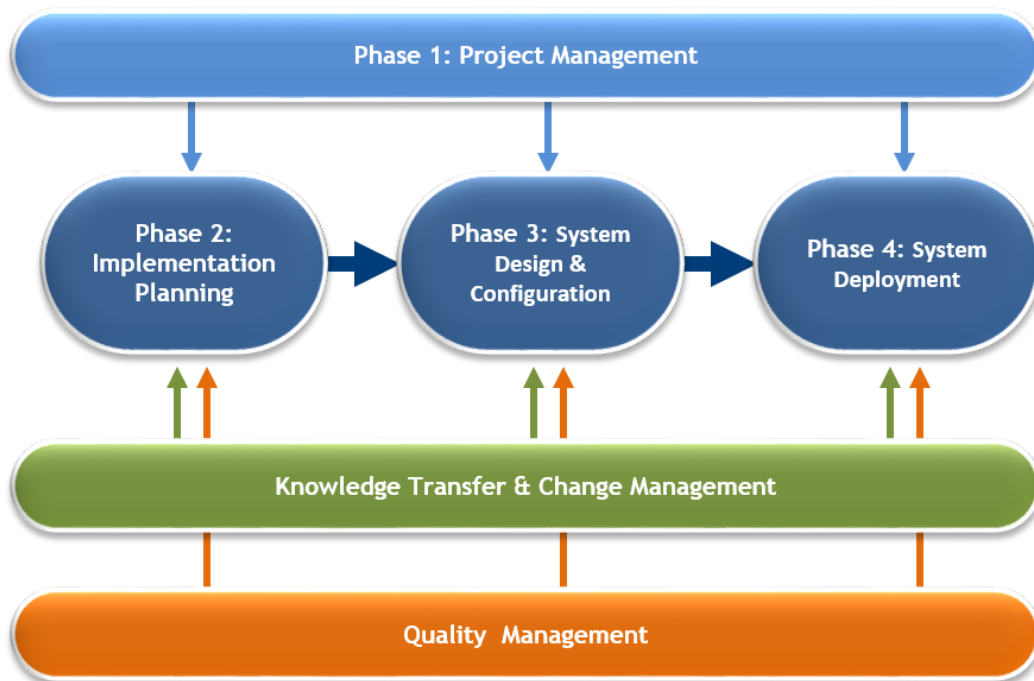 Phase 1: Project Management
Phase 2:
Implementation
Planning
Phase 3: System
Design &
Configuration
Phase 4: System
Deployment
Knowledge Transfer & Change Management
Quality  Management